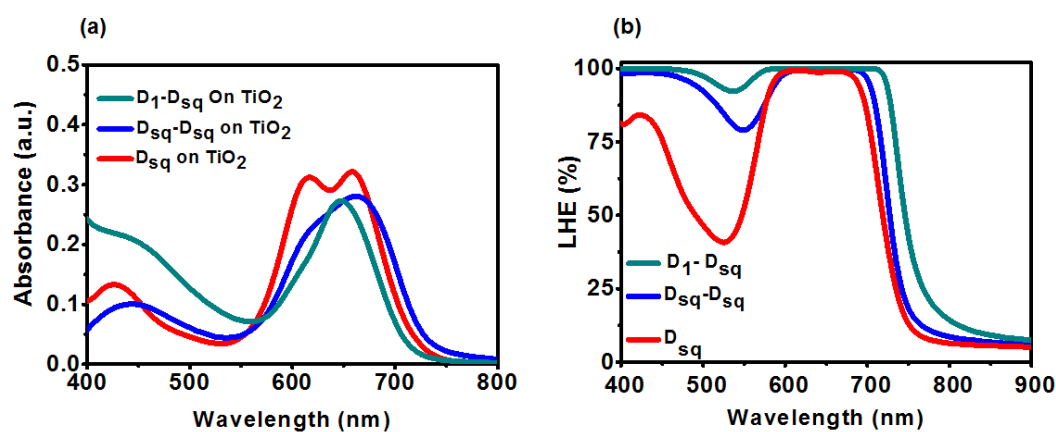 (a)
0.5
0.4
0.3
0.2
0.1
0.0
Absorbance (a.u.)
D1-Dsq On TiO2
Dsq-Dsq on TiO2
Dsq on TiO2
400 500 600 700 800
Wavelength (nm)
(b)
100
75
50
25
0
LHE (%)
D1- Dsq
Dsq-Dsq
Dsq
400 500 600 700 800 900
Wavelength (nm)